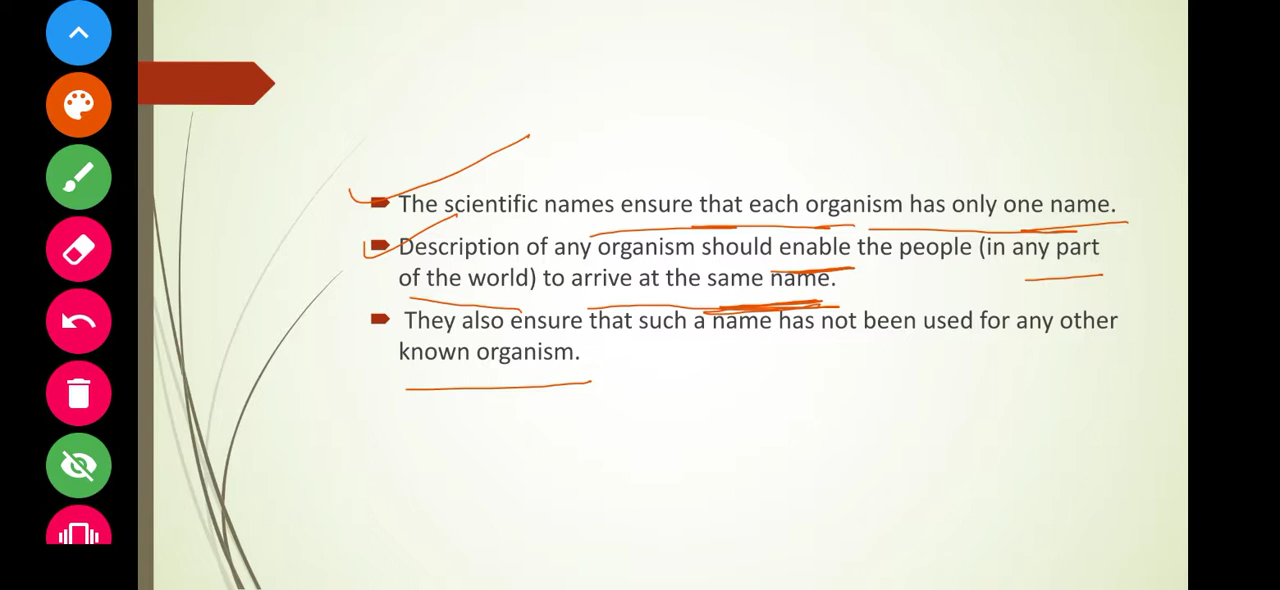 The scientific names ensure that each organism has only one name.
Description of any organism should enable the people (in any part
of the world) to arrive at the same name.
They also ensure that such a name has not been used for any other
known organism.